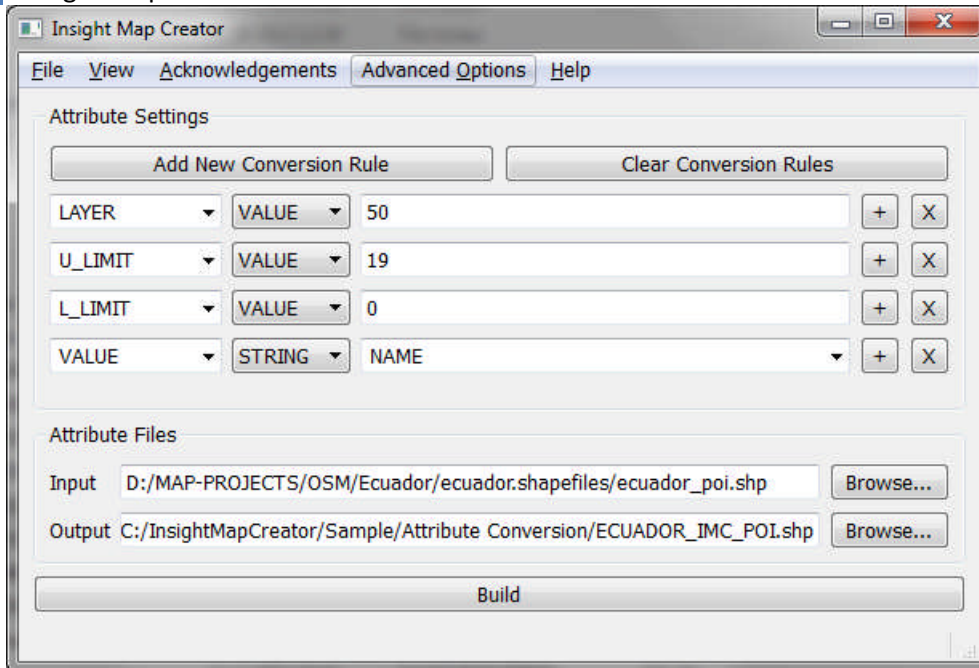 Insight Map Creator
File View Acknowledgements Advanced Options Help
Attribute Settings
Add New Conversion Rule Clear Conversion Rules
LAYER VALUE 50 + X
U_LIMIT VALUE 19 + X
L_LIMIT VALUE 0 + X
VALUE STRING NAME + X
Attribute Files
Input D:/MAP-PROJECTS/OSM/Ecuador/ecuador.shapefiles/ecuador_poi.shp Browse...
Output C:/InsightMapCreator/Sample/Attribute Conversion/ECUADOR_IMC_POI.shp Browse...
Build